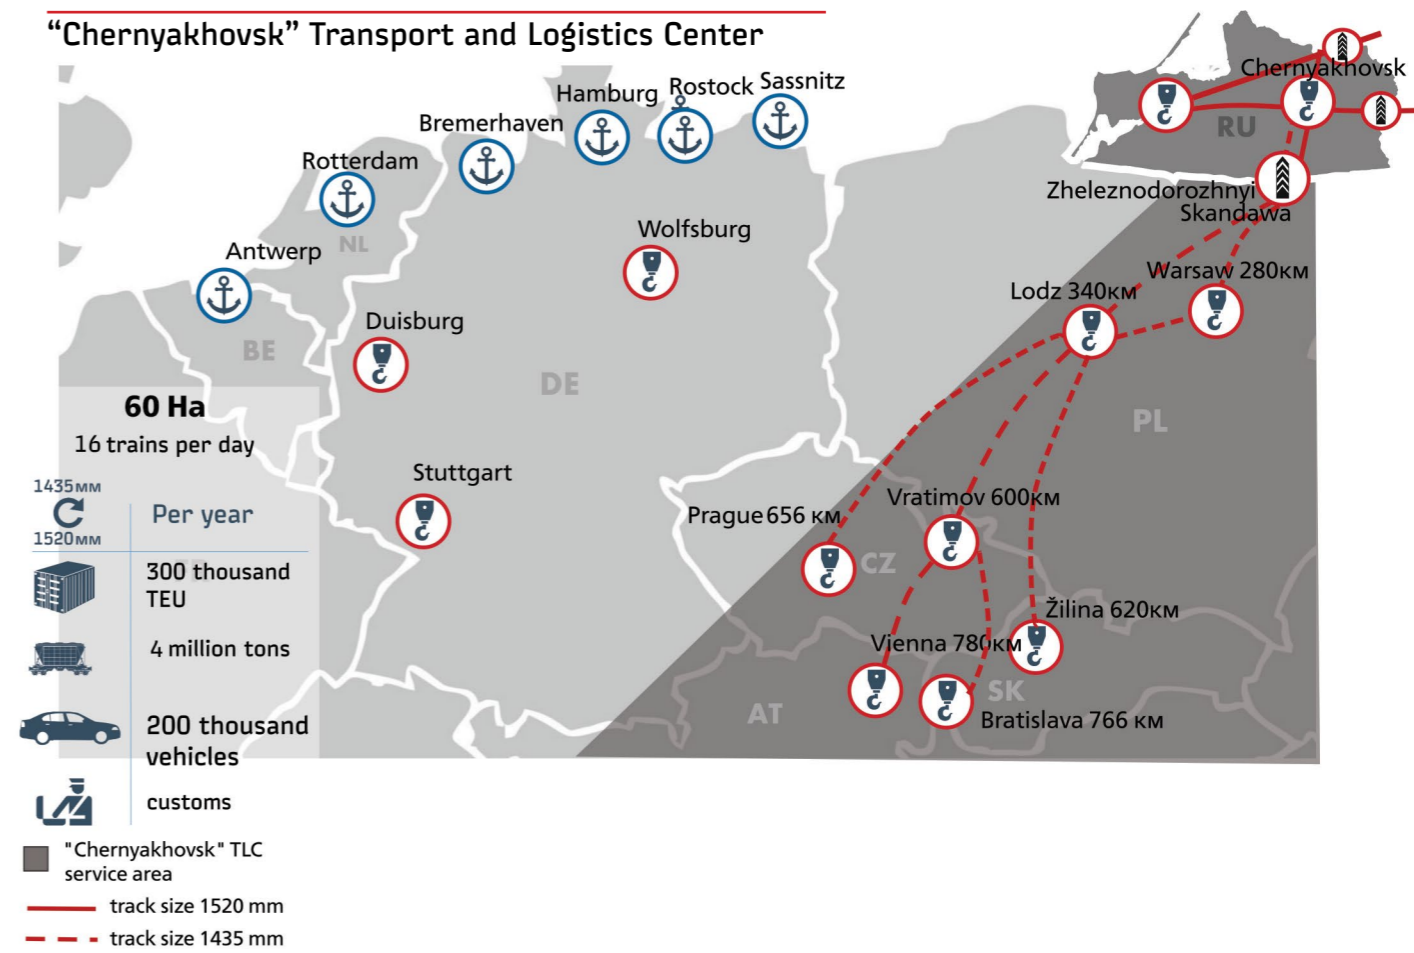 “Chernyakhovsk” Transport and Logistics Center
Hamburg
Rostock
Sassnitz
Bremerhaven
Rotterdam
Antwerp
NL
BE
Duisburg
Wolfsburg
DE
Stuttgart
Chernyakhovsk
RU
Zheleznodorozhnyi
Skandawa
Warsaw 280км
Lodz 340км
PL
Vratimov 600км
Prague 656 км
CZ
Žilina 620км
Vienna 780км
SK
AT
Bratislava 766 км
60 Ha
16 trains per day
1435мм
1520мм
Per year
300 thousand
TEU
4 million tons
200 thousand
vehicles
customs
"Chernyakhovsk" TLC
service area
track size 1520 mm
track size 1435 mm